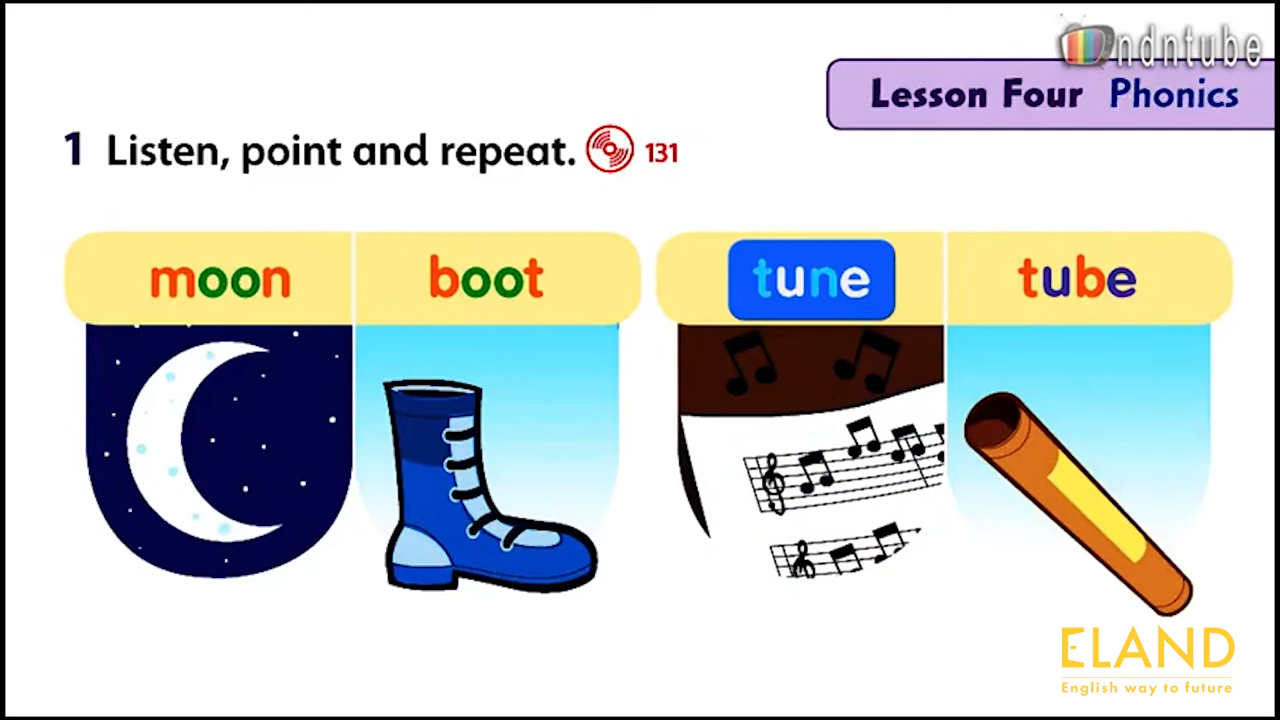 ndntube
Lesson Four Phonics
1 Listen, point and repeat. 131
moon boot tune tube
ELAND
English way to future